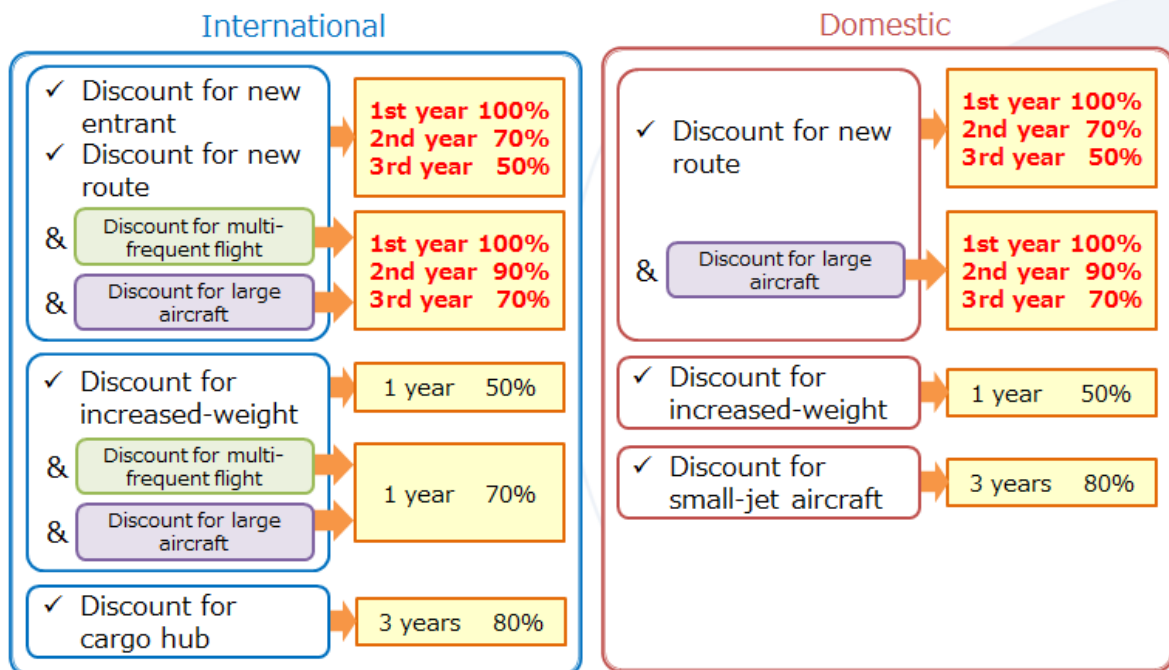 International
✓ Discount for new
entrant
✓ Discount for new
route
1st year 100%
2nd year 70%
3rd year 50%
& Discount for multi-
frequent flight
& Discount for large
aircraft
1st year 100%
2nd year 90%
3rd year 70%
✓ Discount for
increased-weight
1 year 50%
& Discount for multi-
frequent flight
& Discount for large
aircraft
1 year 70%
✓ Discount for
cargo hub
3 years 80%
Domestic
✓ Discount for new
route
1st year 100%
2nd year 70%
3rd year 50%
& Discount for large
aircraft
1st year 100%
2nd year 90%
3rd year 70%
✓ Discount for
increased-weight
1 year 50%
✓ Discount for
small-jet aircraft
3 years 80%